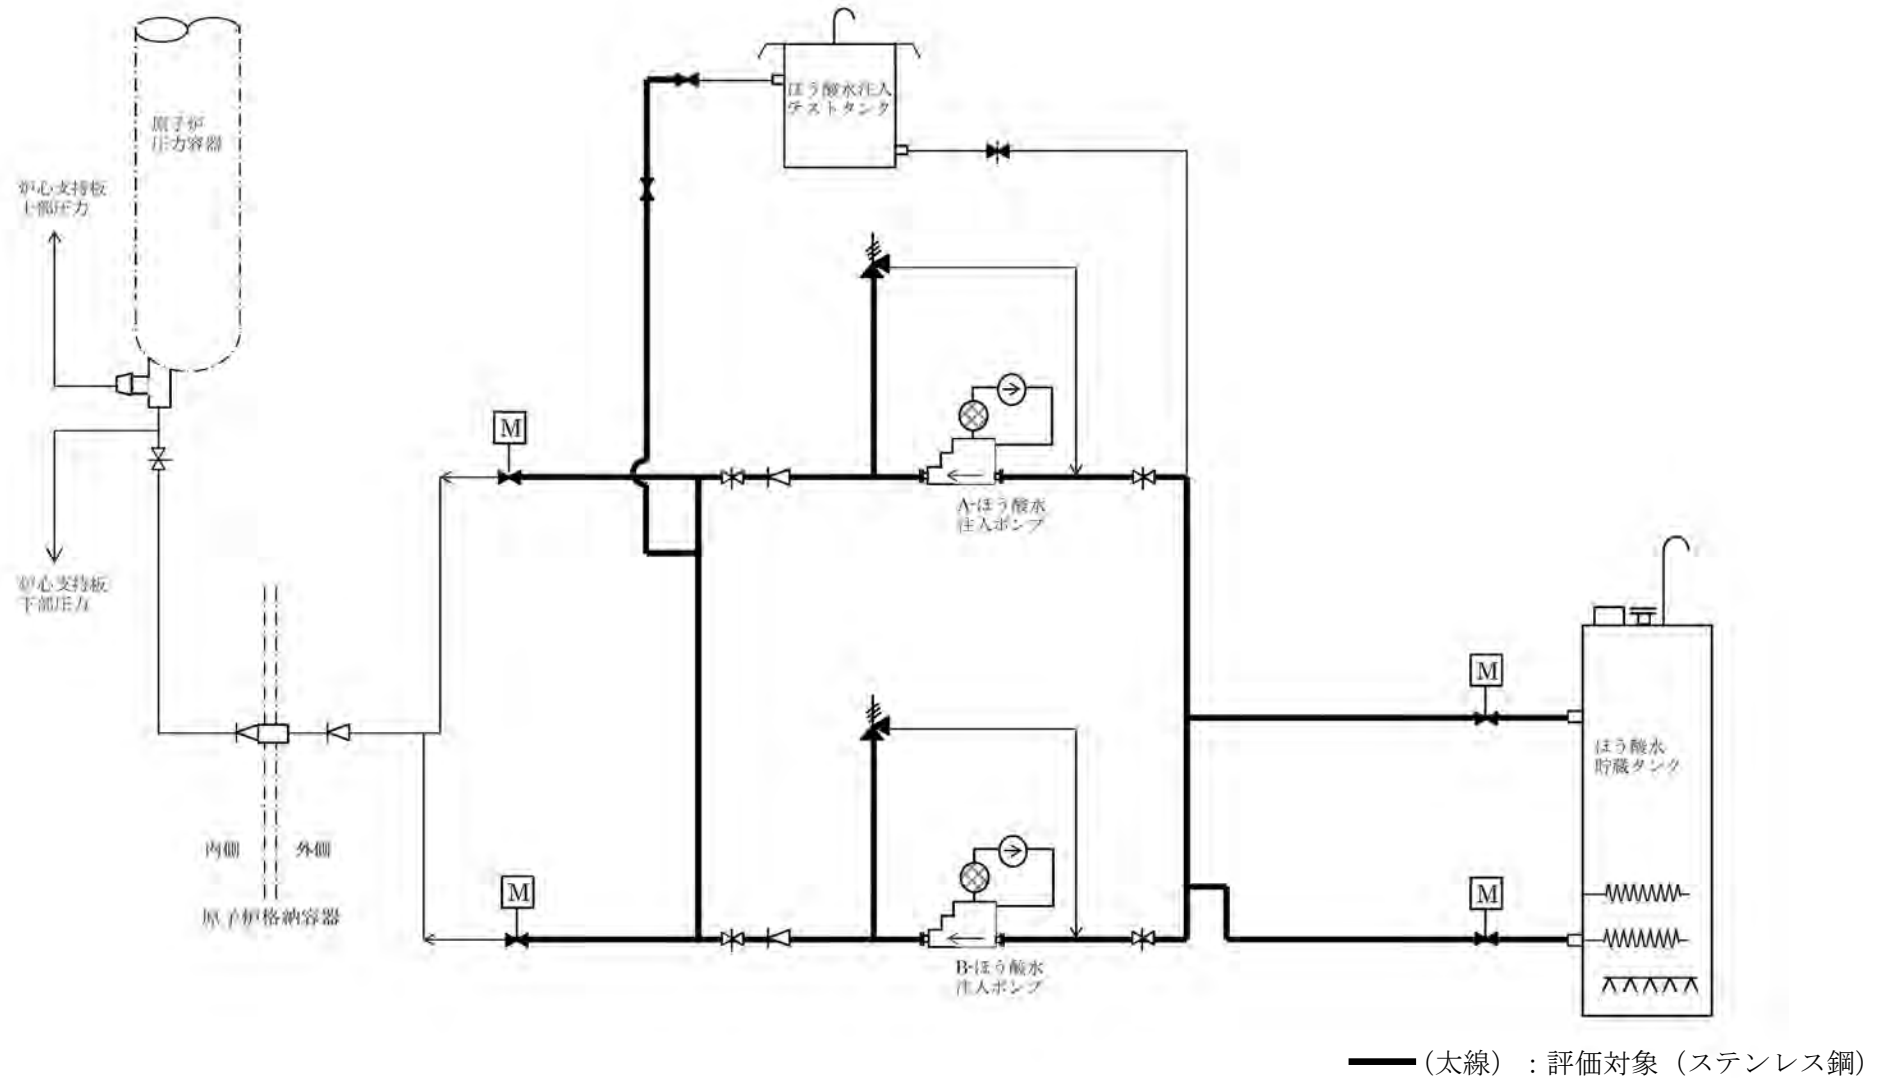 ほう酸水注入
テストタンク
原子炉
圧力容器
炉心支持板
上部圧力
M
A-ほう酸水
注入ポンプ
炉心支持板
下部圧力
M
ほう酸水
貯蔵タンク
内側
外側
M
M
原子炉格納容器
B-ほう酸水
注入ポンプ
(太線)：評価対象（ステンレス鋼）